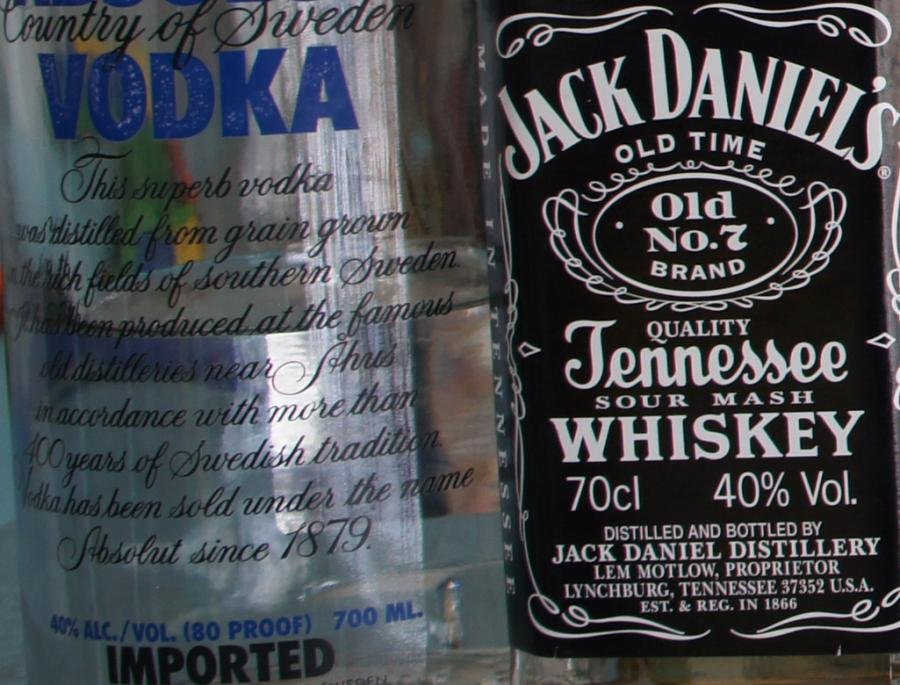 Country of Sweden
VODKA
This superb vodka
was distilled from grain grown
in the rich fields of southern Sweden.
It has been produced at the famous
old distilleries near Åhus
in accordance with more than
400 years of Swedish tradition.
Vodka has been sold under the name
Absolut since 1879.
40% ALC./VOL. (80 PROOF) 700 ML.
IMPORTED
MADE IN TENNESSEE
JACK DANIEL'S
OLD TIME
Old
No.7
BRAND
QUALITY
Tennessee
SOUR MASH
WHISKEY
70cl 40% Vol.
DISTILLED AND BOTTLED BY
JACK DANIEL DISTILLERY
LEM MOTLOW, PROPRIETOR
LYNCHBURG, TENNESSEE 37352 U.S.A.
EST. & REG. IN 1866